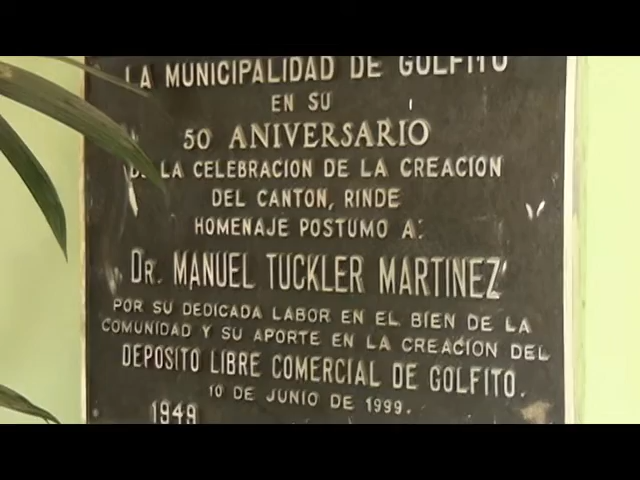 LA MUNICIPALIDAD DE GOLFITO
EN SU
50 ANIVERSARIO
DE LA CELEBRACION DE LA CREACION
DEL CANTON, RINDE
HOMENAJE POSTUMO A:
DR. MANUEL TUCKLER MARTINEZ
POR SU DEDICADA LABOR EN EL BIEN DE LA
COMUNIDAD Y SU APORTE EN LA CREACION DEL
DEPOSITO LIBRE COMERCIAL DE GOLFITO.
10 DE JUNIO DE 1999.
1949